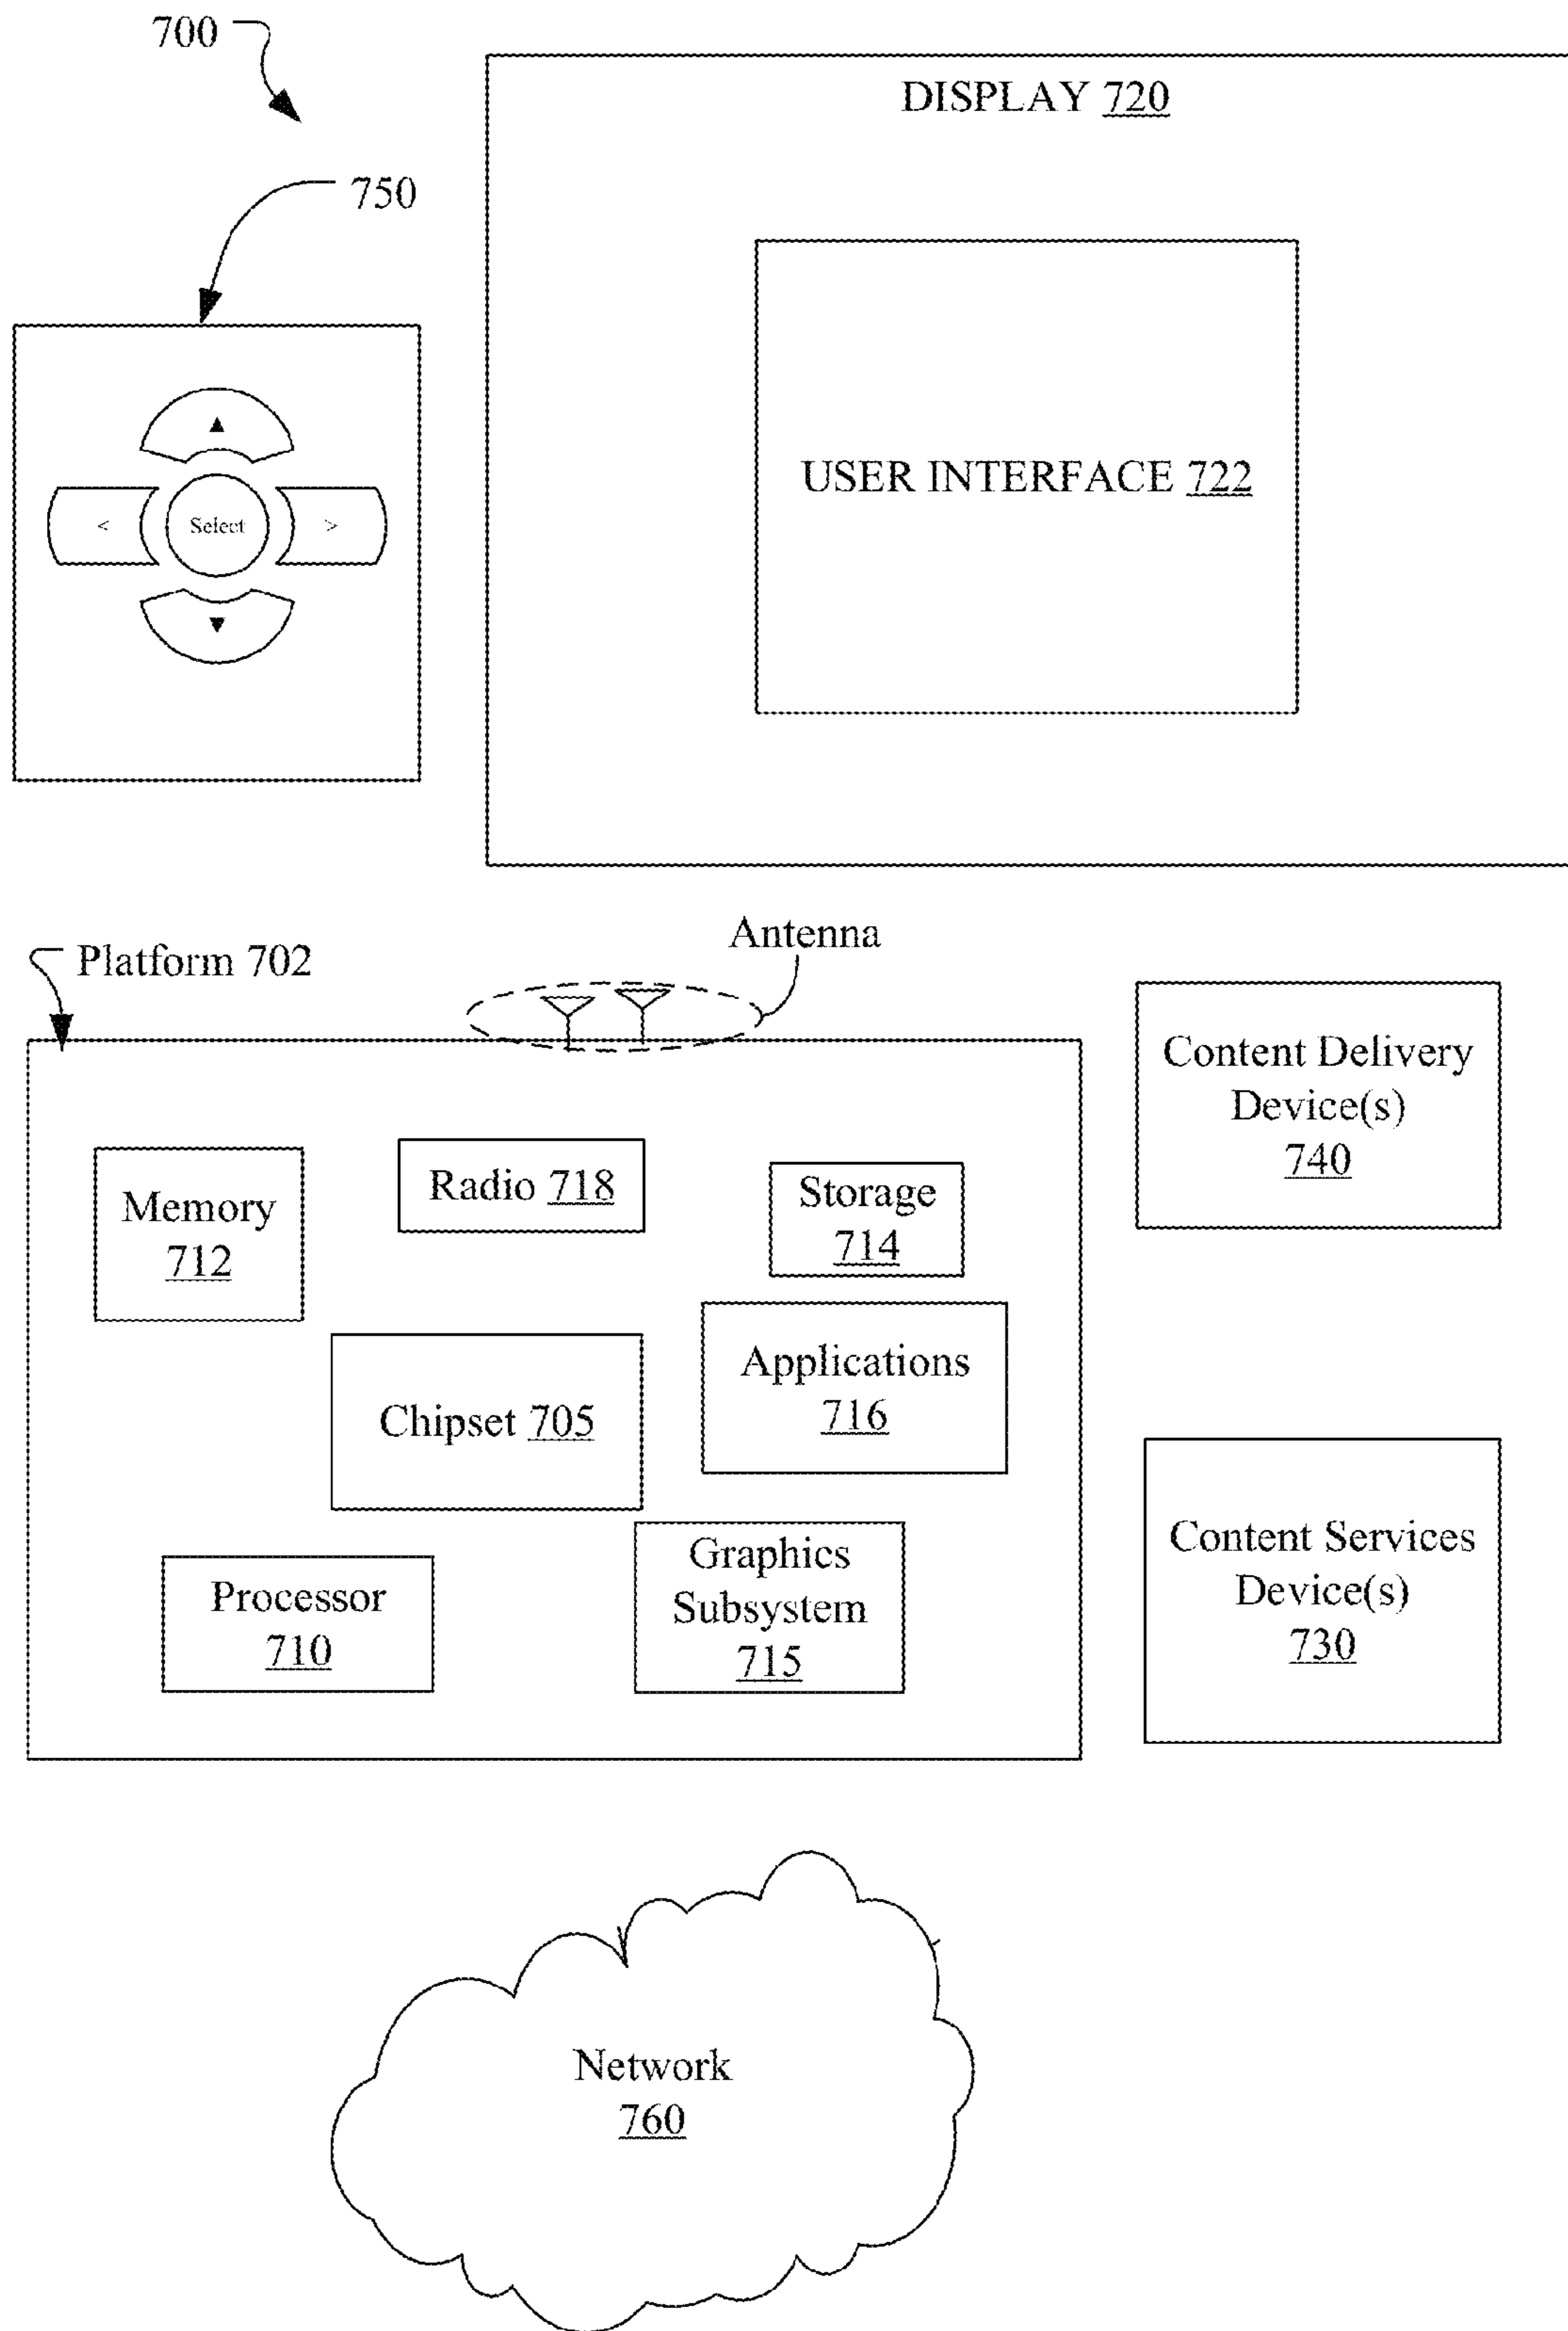 700
DISPLAY 720
750
▲
USER INTERFACE 722
< Select >
▼
Antenna
Platform 702
Content Delivery
Device(s)
740
Memory
712
Radio 718
Storage
714
Applications
716
Chipset 705
Content Services
Device(s)
730
Graphics
Subsystem
715
Processor
710
Network
760